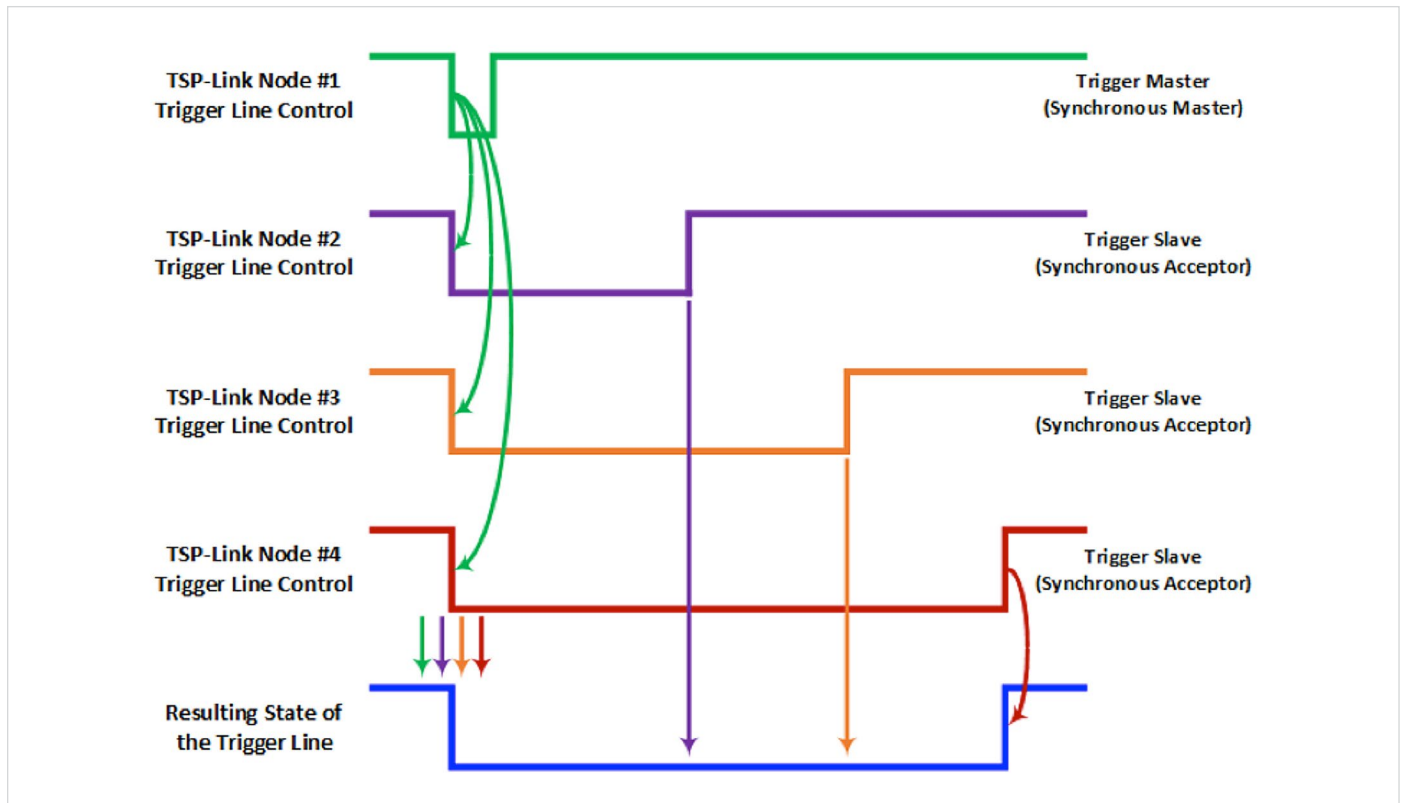 TSP-Link Node #1
Trigger Line Control
Trigger Master
(Synchronous Master)
TSP-Link Node #2
Trigger Line Control
Trigger Slave
(Synchronous Acceptor)
TSP-Link Node #3
Trigger Line Control
Trigger Slave
(Synchronous Acceptor)
TSP-Link Node #4
Trigger Line Control
Trigger Slave
(Synchronous Acceptor)
Resulting State of
the Trigger Line